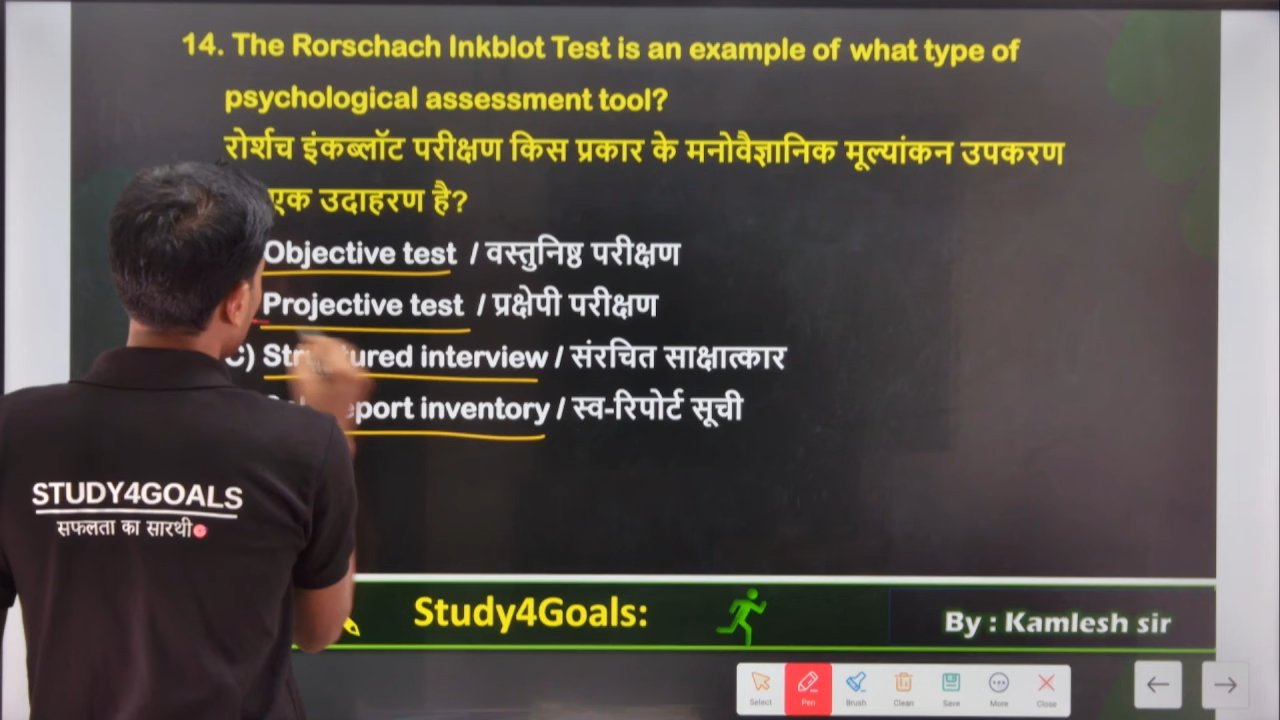 14. The Rorschach Inkblot Test is an example of what type of
psychological assessment tool?
रोर्शच इंकब्लॉट परीक्षण किस प्रकार के मनोवैज्ञानिक मूल्यांकन उपकरण
एक उदाहरण है?
Objective test / वस्तुनिष्ठ परीक्षण
Projective test / प्रक्षेपी परीक्षण
C) Structured interview / संरचित साक्षात्कार
inventory / स्व-रिपोर्ट सूची
STUDY4GOALS
सफलता का सारथी
Study4Goals:
By : Kamlesh sir
Select Pen Brush Clean Save More Close